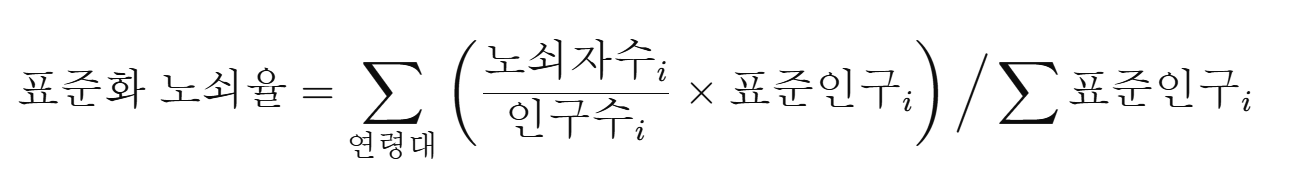 표준화 노쇠율 = ∑_{연령대} (노쇠자수_i / 인구수_i × 표준인구_i) / ∑ 표준인구_i